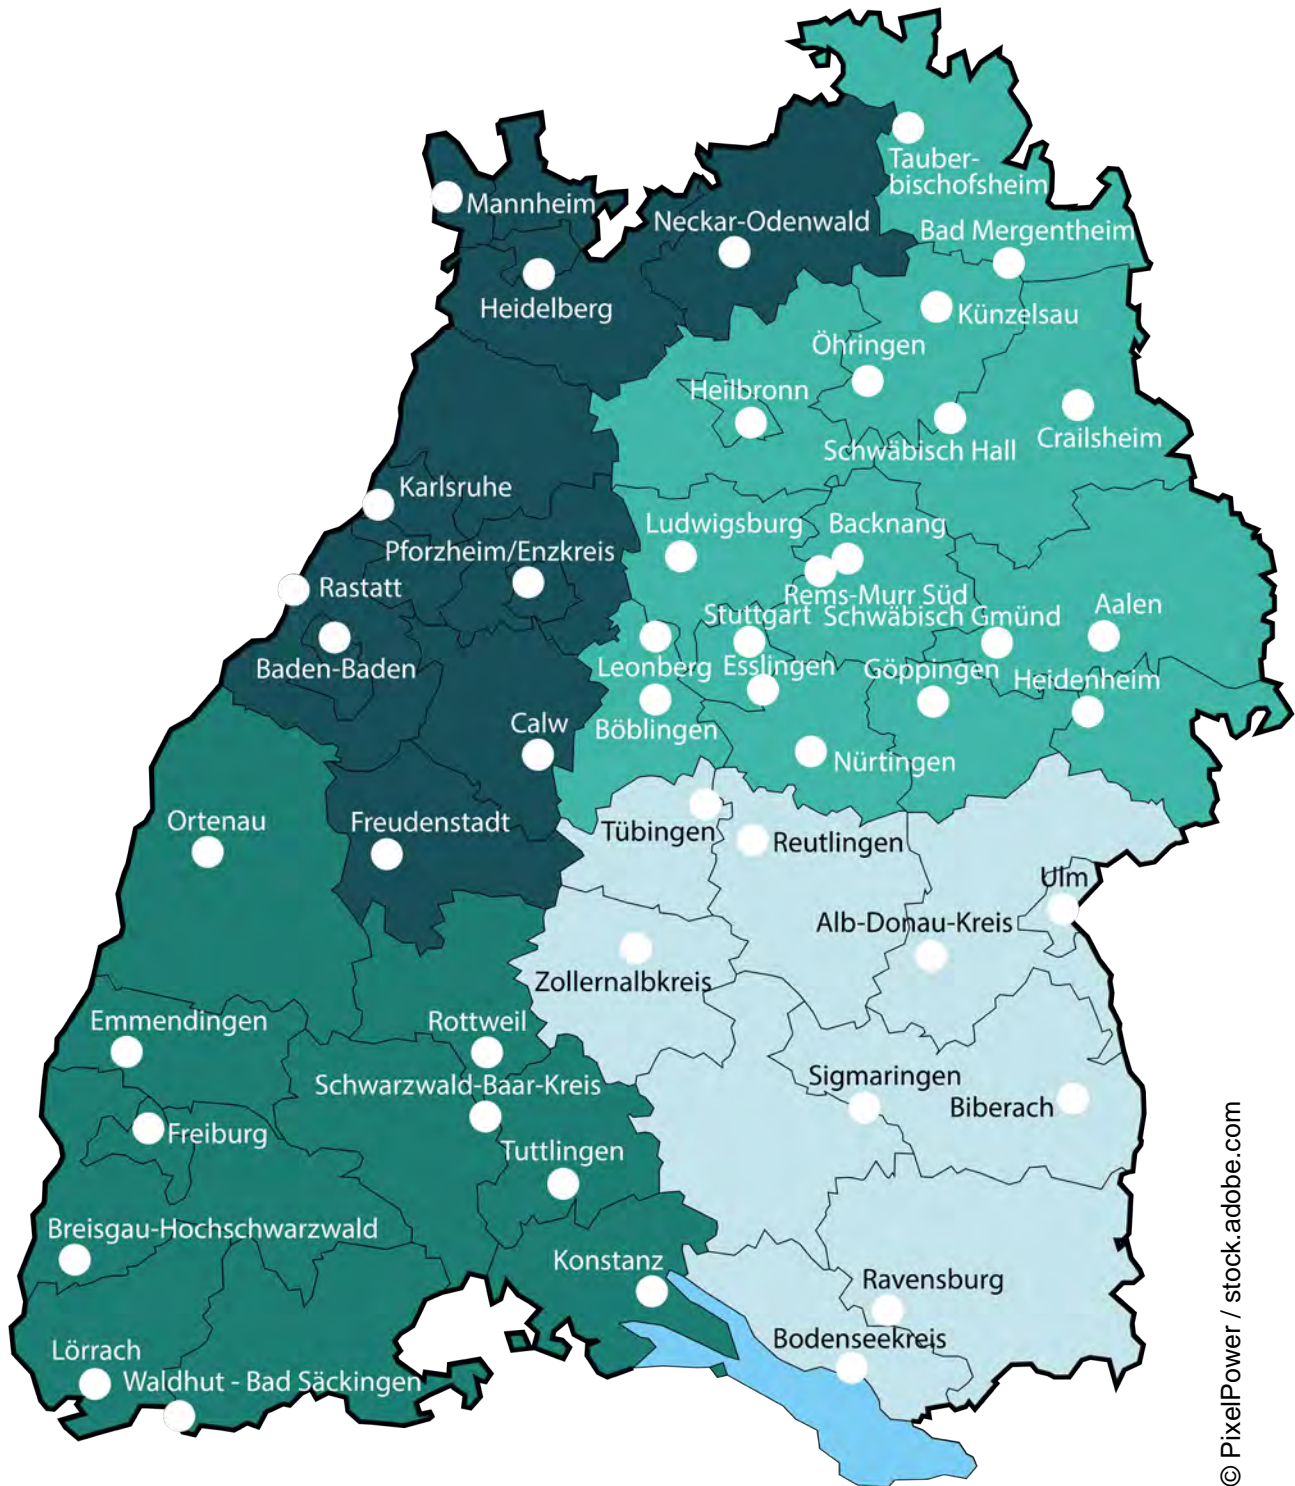 Tauber-
bischofsheim
Mannheim
Neckar-Odenwald
Bad Mergentheim
Heidelberg
Künzelsau
Öhringen
Heilbronn
Schwäbisch Hall
Crailsheim
Karlsruhe
Ludwigsburg
Backnang
Pforzheim/Enzkreis
Rastatt
Rems-Murr Süd
Stuttgart
Schwäbisch Gmünd
Aalen
Baden-Baden
Leonberg
Esslingen
Göppingen
Heidenheim
Calw
Böblingen
Nürtingen
Ortenau
Freudenstadt
Tübingen
Reutlingen
Ulm
Alb-Donau-Kreis
Zollernalbkreis
Emmendingen
Rottweil
Schwarzwald-Baar-Kreis
Sigmaringen
Biberach
Freiburg
Tuttlingen
Breisgau-Hochschwarzwald
Konstanz
Ravensburg
Bodenseekreis
Lörrach
Waldhut - Bad Säckingen
© PixelPower / stock.adobe.com